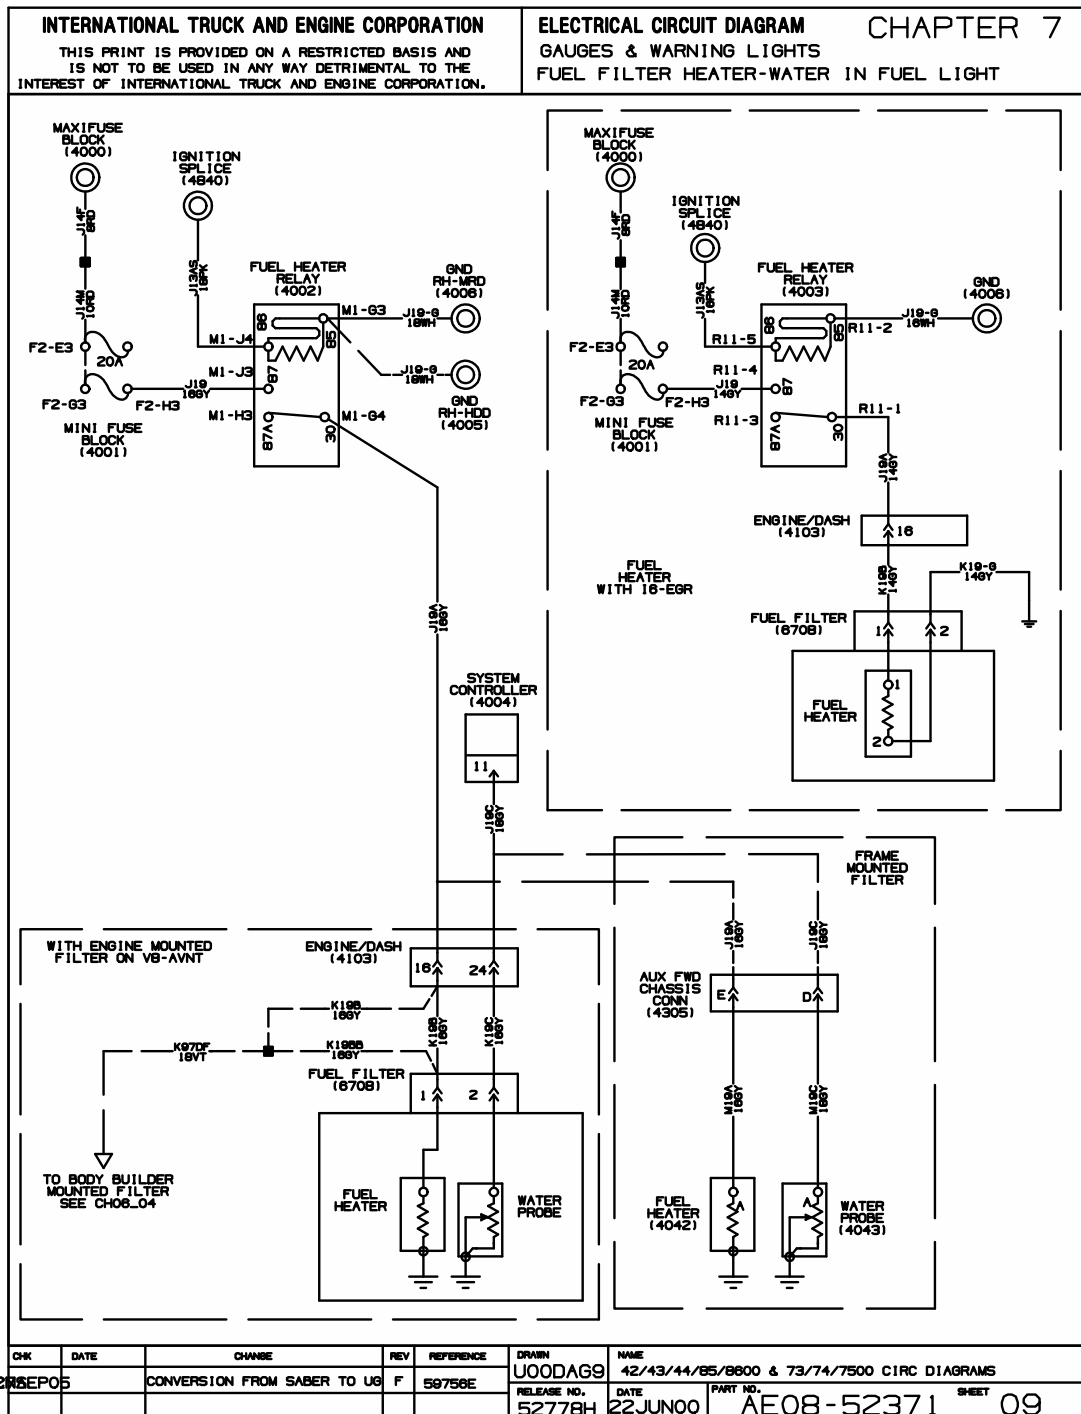 INTERNATIONAL TRUCK AND ENGINE CORPORATION
THIS PRINT IS PROVIDED ON A RESTRICTED BASIS AND
IS NOT TO BE USED IN ANY WAY DETRIMENTAL TO THE
INTEREST OF INTERNATIONAL TRUCK AND ENGINE CORPORATION.
ELECTRICAL CIRCUIT DIAGRAM
CHAPTER 7
GAUGES & WARNING LIGHTS
FUEL FILTER HEATER-WATER IN FUEL LIGHT
MAXIFUSE
BLOCK
(4000)
IGNITION
SPLICE
(4840)
J14F
8RD
J14M
10RD
J13AS
18PK
FUEL HEATER
RELAY
(4002)
GND
RH-MRD
(4006)
M1-G3
J19-G
18WH
86
85
M1-J4
F2-E3
20A
M1-J3
J19-G
18WH
87
J19
16GY
F2-G3
F2-H3
M1-H3
M1-G4
GND
RH-HDD
(4005)
87A
30
MINI FUSE
BLOCK
(4001)
J19A
16GY
MAXIFUSE
BLOCK
(4000)
IGNITION
SPLICE
(4840)
J14F
8RD
J14M
10RD
J13AS
16PK
FUEL HEATER
RELAY
(4003)
GND
(4006)
J19-G
16WH
86
85
R11-2
R11-5
F2-E3
20A
R11-4
87
J19
14GY
F2-G3
F2-H3
R11-3
R11-1
87A
30
MINI FUSE
BLOCK
(4001)
J19A
14GY
ENGINE/DASH
(4103)
16
FUEL
HEATER
WITH I6-EGR
K19B
14GY
K19-G
14GY
FUEL FILTER
(6708)
1
2
FUEL
HEATER
1
2
SYSTEM
CONTROLLER
(4004)
11
J19C
18GY
FRAME
MOUNTED
FILTER
WITH ENGINE MOUNTED
FILTER ON V8-AVNT
ENGINE/DASH
(4103)
16
24
J19A
16GY
J19C
18GY
AUX FWD
CHASSIS
CONN
(4305)
E
D
K19B
16GY
K19B
16GY
K19C
16GY
K97DF
18VT
K19BB
16GY
FUEL FILTER
(6708)
1
2
M19A
16GY
M19C
18GY
TO BODY BUILDER
MOUNTED FILTER
SEE CH06_04
FUEL
HEATER
WATER
PROBE
FUEL
HEATER
(4042)
A
A
WATER
PROBE
(4043)
CHK
DATE
CHANGE
REV
REFERENCE
DRAWN
U00DAG9
NAME
42/43/44/85/8600 & 73/74/7500 CIRC DIAGRAMS
CONVERSION FROM SABER TO UG
F
59756E
RELEASE NO.
52778H
DATE
22JUN00
PART NO.
AE08-52371
SHEET
09